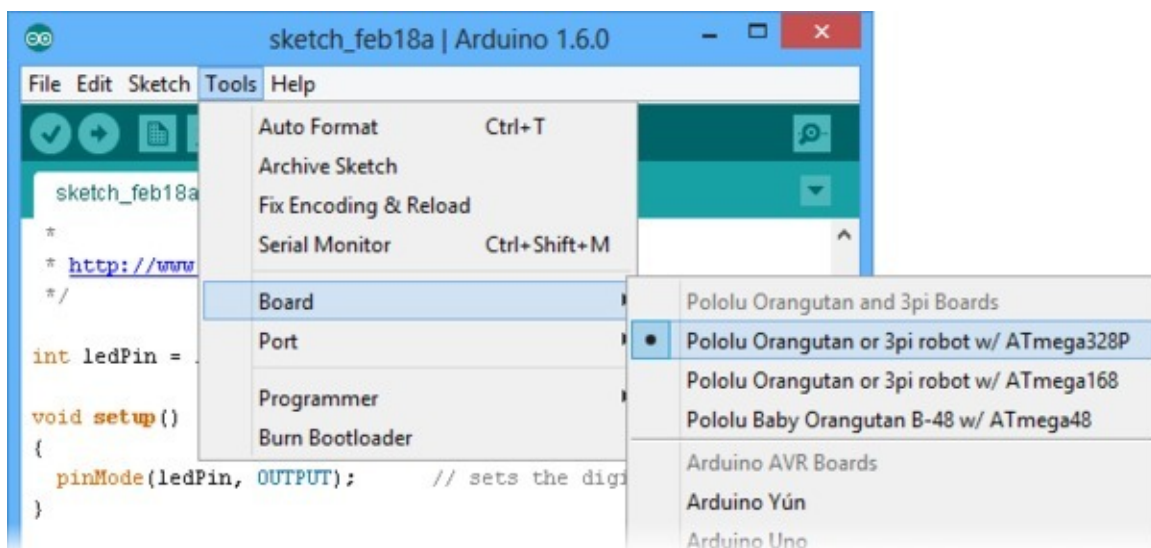 sketch_feb18a | Arduino 1.6.0
File Edit Sketch Tools Help
Auto Format Ctrl+T
Archive Sketch
Fix Encoding & Reload
Serial Monitor Ctrl+Shift+M
Board
Port
Programmer
Burn Bootloader
Pololu Orangutan and 3pi Boards
Pololu Orangutan or 3pi robot w/ ATmega328P
Pololu Orangutan or 3pi robot w/ ATmega168
Pololu Baby Orangutan B-48 w/ ATmega48
Arduino AVR Boards
Arduino Yún
Arduino Uno
sketch_feb18a
*
* http://www
*/
int ledPin =
void setup()
{
pinMode(ledPin, OUTPUT); // sets the digi
}